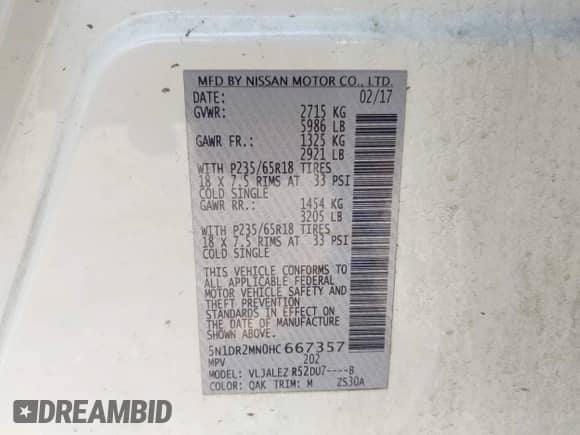 MFD BY NISSAN MOTOR CO., LTD.
DATE: 02/17
GVWR: 2715 KG
5986 LB
GAWR FR.: 1325 KG
2921 LB
WITH P235/65R18 TIRES
18 X 7.5 RIMS AT 33 PSI
COLD SINGLE
GAWR RR.: 1454 KG
3205 LB
WITH P235/65R18 TIRES
18 X 7.5 RIMS AT 33 PSI
COLD SINGLE
THIS VEHICLE CONFORMS TO
ALL APPLICABLE FEDERAL
MOTOR VEHICLE SAFETY AND
THEFT PREVENTION
STANDARDS IN EFFECT ON
THE DATE OF MANUFACTURE
SHOWN ABOVE.
5N1DR2MN0HC667357
MPV 202
MODEL: VLJALEZ R52DU7----B
COLOR: QAK TRIM: M ZS30A
DREAMBID